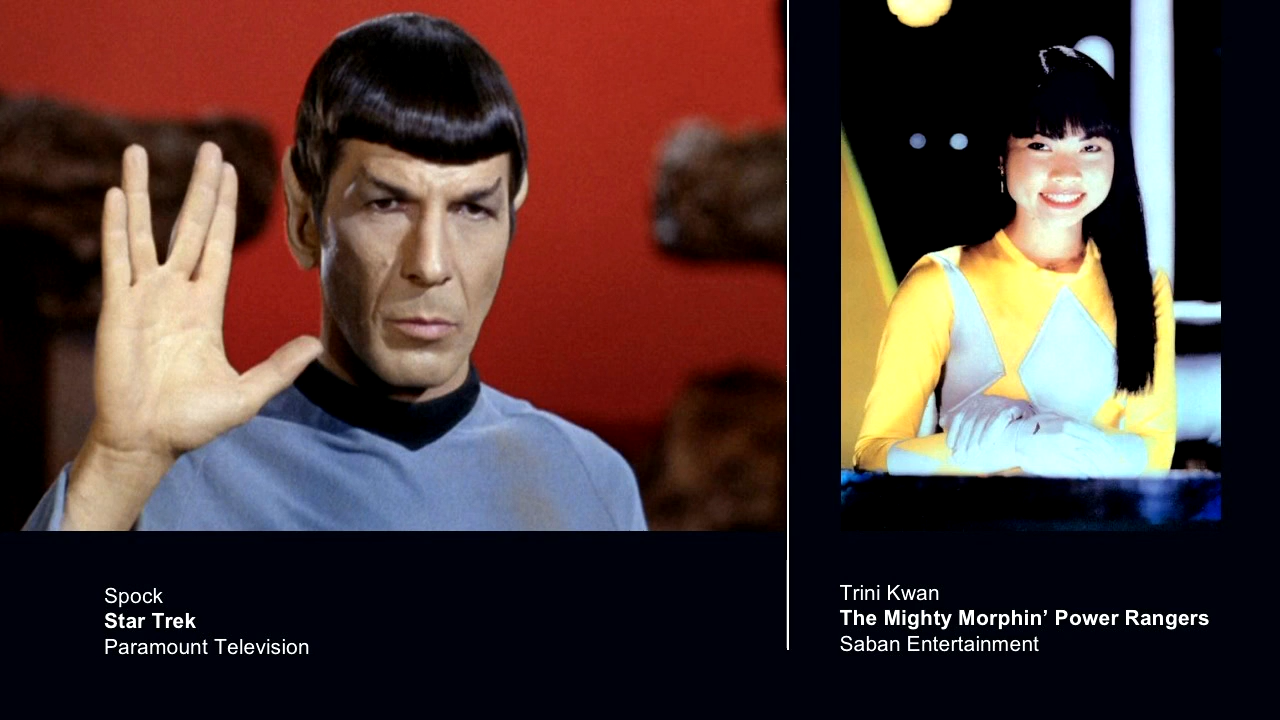 Spock
Star Trek
Paramount Television
Trini Kwan
The Mighty Morphin’ Power Rangers
Saban Entertainment